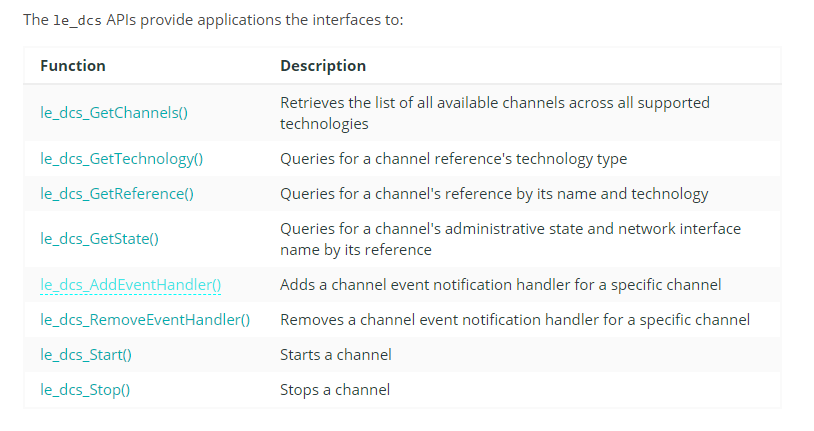 The le_dcs APIs provide applications the interfaces to:
Function Description
le_dcs_GetChannels() Retrieves the list of all available channels across all supported
technologies
le_dcs_GetTechnology() Queries for a channel reference's technology type
le_dcs_GetReference() Queries for a channel's reference by its name and technology
le_dcs_GetState() Queries for a channel's administrative state and network interface
name by its reference
le_dcs_AddEventHandler() Adds a channel event notification handler for a specific channel
le_dcs_RemoveEventHandler() Removes a channel event notification handler for a specific channel
le_dcs_Start() Starts a channel
le_dcs_Stop() Stops a channel